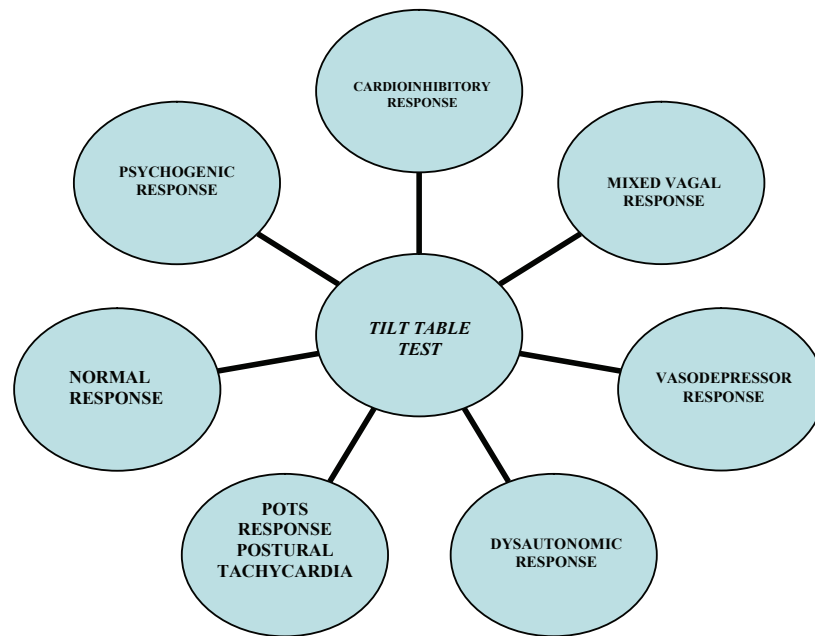 CARDIOINHIBITORY
RESPONSE
PSYCHOGENIC
RESPONSE
MIXED VAGAL
RESPONSE
TILT TABLE
TEST
NORMAL
RESPONSE
VASODEPRESSOR
RESPONSE
POTS
RESPONSE
POSTURAL
TACHYCARDIA
DYSAUTONOMIC
RESPONSE